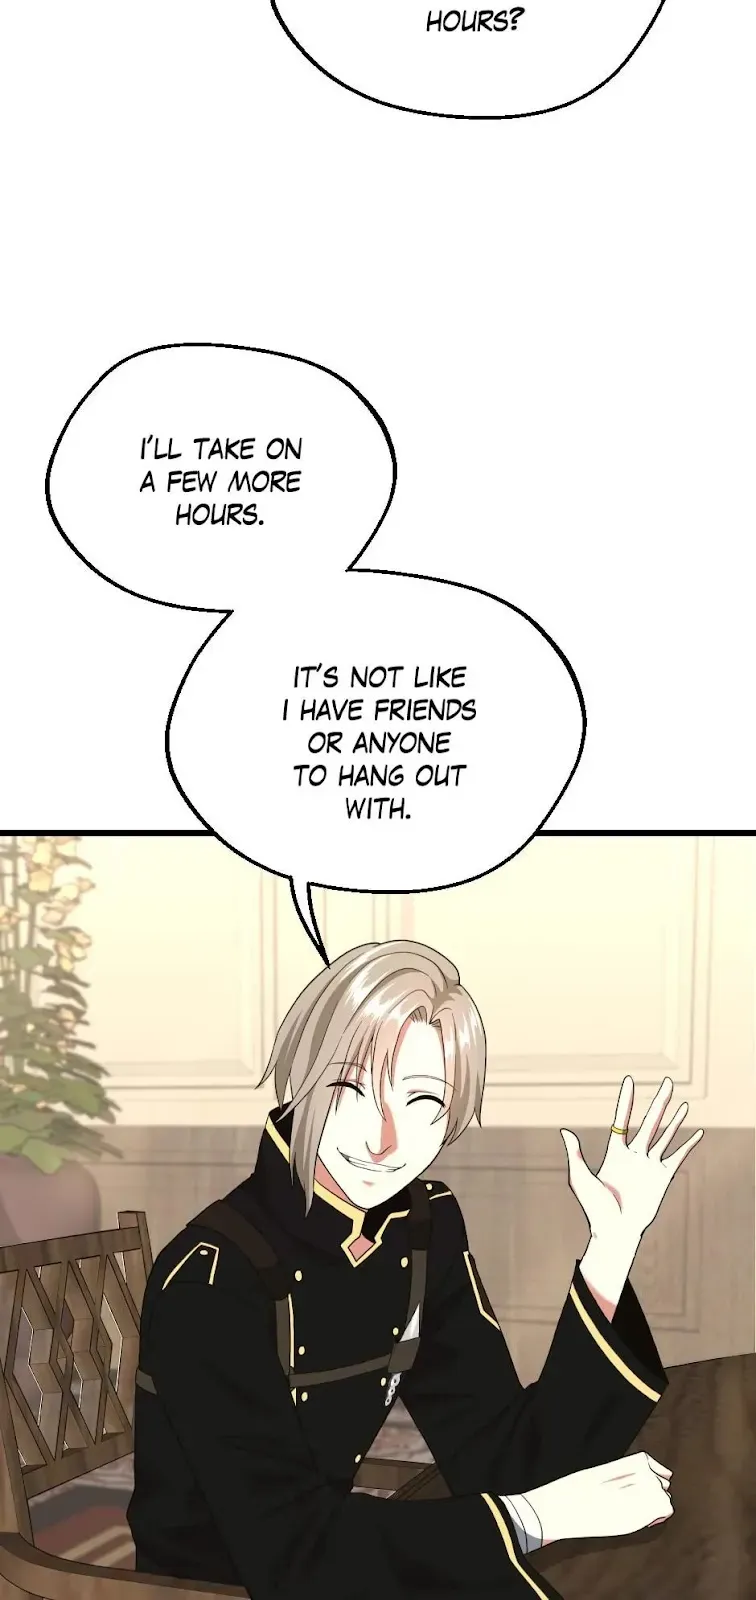 HOURS?
I'LL TAKE ON
A FEW MORE
HOURS.
IT'S NOT LIKE
I HAVE FRIENDS
OR ANYONE
TO HANG OUT
WITH.